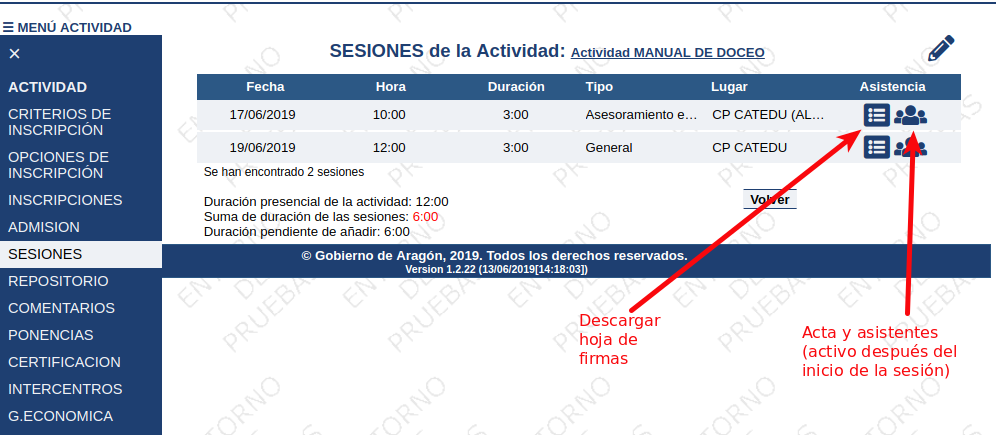 ☰ MENÚ ACTIVIDAD
×
ACTIVIDAD
CRITERIOS DE
INSCRIPCIÓN
OPCIONES DE
INSCRIPCIÓN
INSCRIPCIONES
ADMISION
SESIONES
REPOSITORIO
COMENTARIOS
PONENCIAS
CERTIFICACION
INTERCENTROS
G.ECONOMICA
SESIONES de la Actividad: Actividad MANUAL DE DOCEO
Fecha Hora Duración Tipo Lugar Asistencia
17/06/2019 10:00 3:00 Asesoramiento e... CP CATEDU (AL...
19/06/2019 12:00 3:00 General CP CATEDU
Se han encontrado 2 sesiones
Duración presencial de la actividad: 12:00
Suma de duración de las sesiones: 6:00
Duración pendiente de añadir: 6:00
Volver
© Gobierno de Aragón, 2019. Todos los derechos reservados.
Version 1.2.22 (13/06/2019[14:18:03])
Descargar
hoja de
firmas
Acta y asistentes
(activo después del
inicio de la sesión)
ENTORNO
DE
PRUEBAS